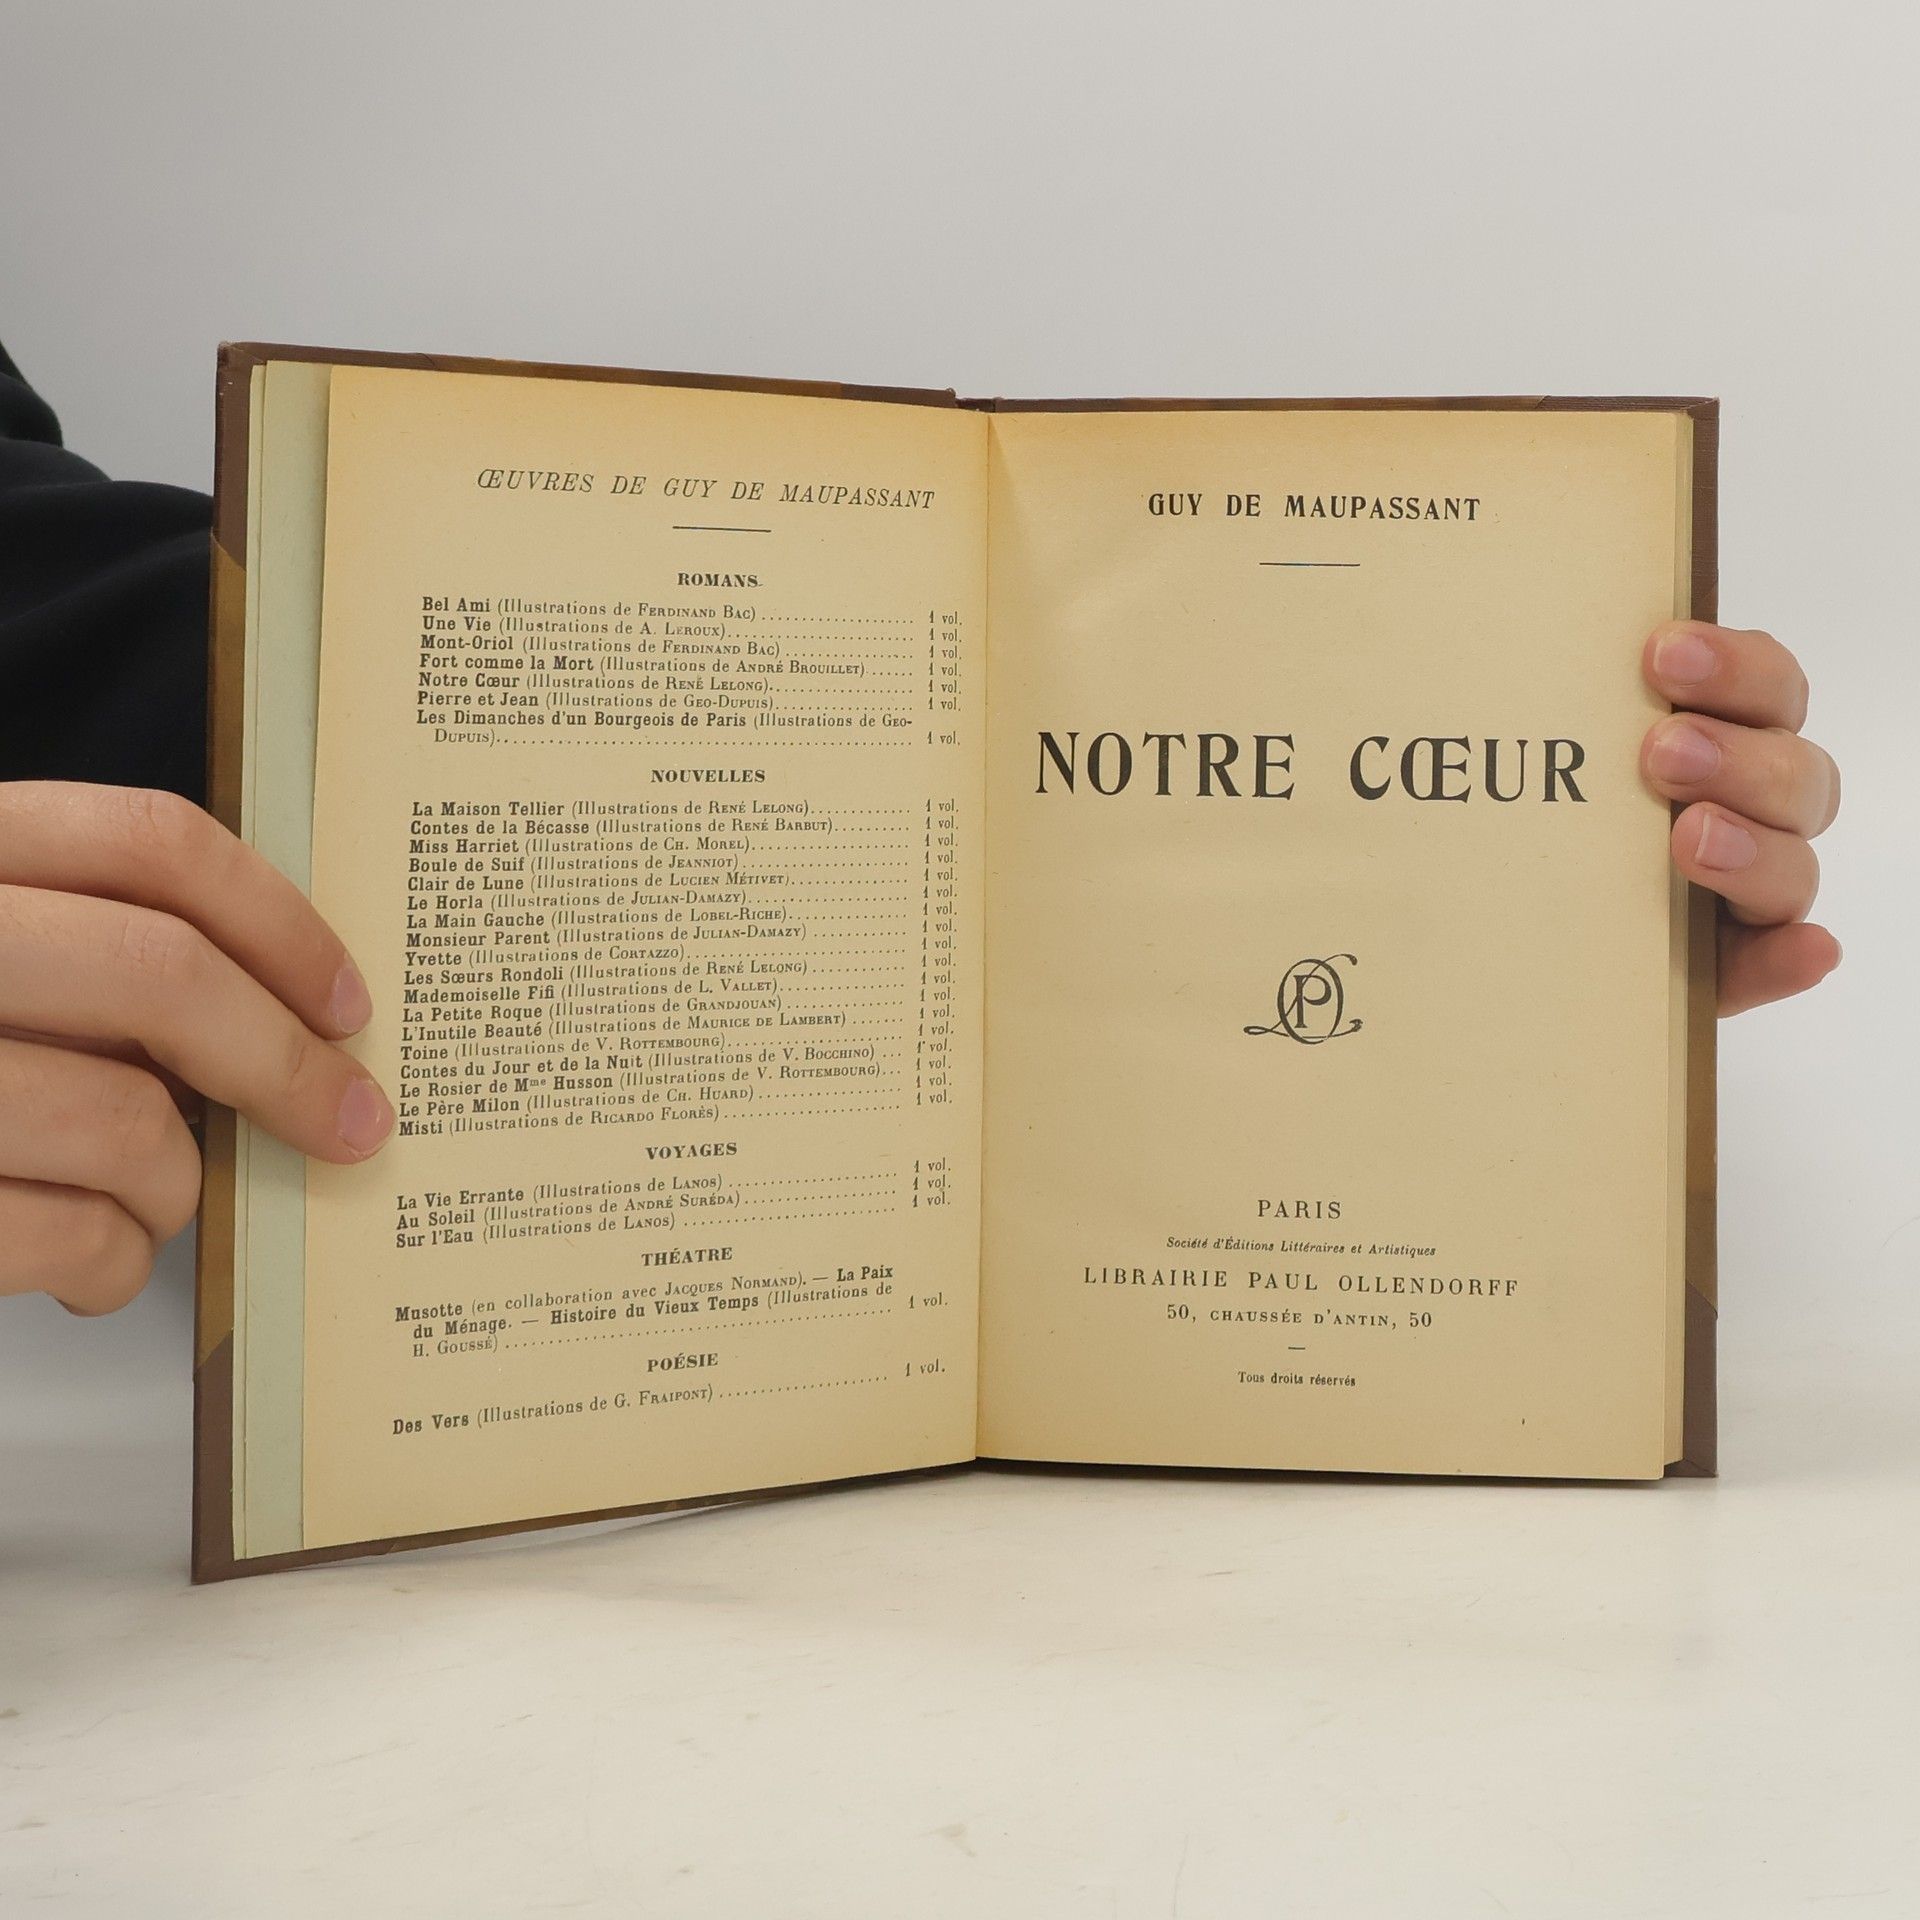 ŒUVRES DE GUY DE MAUPASSANT
ROMANS
Bel Ami (Illustrations de FERDINAND BAC) .................... 1 vol.
Une Vie (Illustrations de A. LEROUX)......................... 1 vol.
Mont-Oriol (Illustrations de FERDINAND BAC) ................. 1 vol.
Fort comme la Mort (Illustrations de ANDRÉ BROUILLET)...... 1 vol.
Notre Cœur (Illustrations de RENÉ LELONG).................... 1 vol.
Pierre et Jean (Illustrations de GEO-DUPUIS)................... 1 vol.
Les Dimanches d'un Bourgeois de Paris (Illustrations de GEO-
DUPUIS)...................................................... 1 vol.
NOUVELLES
La Maison Tellier (Illustrations de RENÉ LELONG)............. 1 vol.
Contes de la Bécasse (Illustrations de RENÉ BARBUT).......... 1 vol.
Miss Harriet (Illustrations de CH. MOREL).................... 1 vol.
Boule de Suif (Illustrations de JEANNIOT) .................... 1 vol.
Clair de Lune (Illustrations de LUCIEN MÉTIVET).............. 1 vol.
Le Horla (Illustrations de JULIAN-DAMAZY).................... 1 vol.
La Main Gauche (Illustrations de LOBEL-RICHE)............... 1 vol.
Monsieur Parent (Illustrations de JULIAN-DAMAZY) ............ 1 vol.
Yvette (Illustrations de CORTAZZO)........................... 1 vol.
Les Sœurs Rondoli (Illustrations de RENÉ LELONG) ............ 1 vol.
Mademoiselle Fifi (Illustrations de L. VALLET)................ 1 vol.
La Petite Roque (Illustrations de GRANDJOUAN) ............... 1 vol.
L'Inutile Beauté (Illustrations de MAURICE DE LAMBERT) ....... 1 vol.
Toine (Illustrations de V. ROTTEMBOURG)...................... 1 vol.
Contes du Jour et de la Nuit (Illustrations de V. BOCCHINO) ... 1 vol.
Le Rosier de Mme Husson (Illustrations de V. ROTTEMBOURG)... 1 vol.
Le Père Milon (Illustrations de CH. HUARD) ................... 1 vol.
Misti (Illustrations de RICARDO FLORÈS) ....................... 1 vol.
VOYAGES
La Vie Errante (Illustrations de LANOS) ...................... 1 vol.
Au Soleil (Illustrations de ANDRÉ SURÉDA) .................... 1 vol.
Sur l'Eau (Illustrations de LANOS) ........................... 1 vol.
THÉATRE
Musotte (en collaboration avec JACQUES NORMAND). — La Paix
du Ménage. — Histoire du Vieux Temps (Illustrations de
H. GOUSSÉ) .................................................. 1 vol.
POÉSIE
Des Vers (Illustrations de G. FRAIPONT) ...................... 1 vol.
GUY DE MAUPASSANT
NOTRE CŒUR
PARIS
Société d'Éditions Littéraires et Artistiques
LIBRAIRIE PAUL OLLENDORFF
50, CHAUSSÉE D'ANTIN, 50
Tous droits réservés